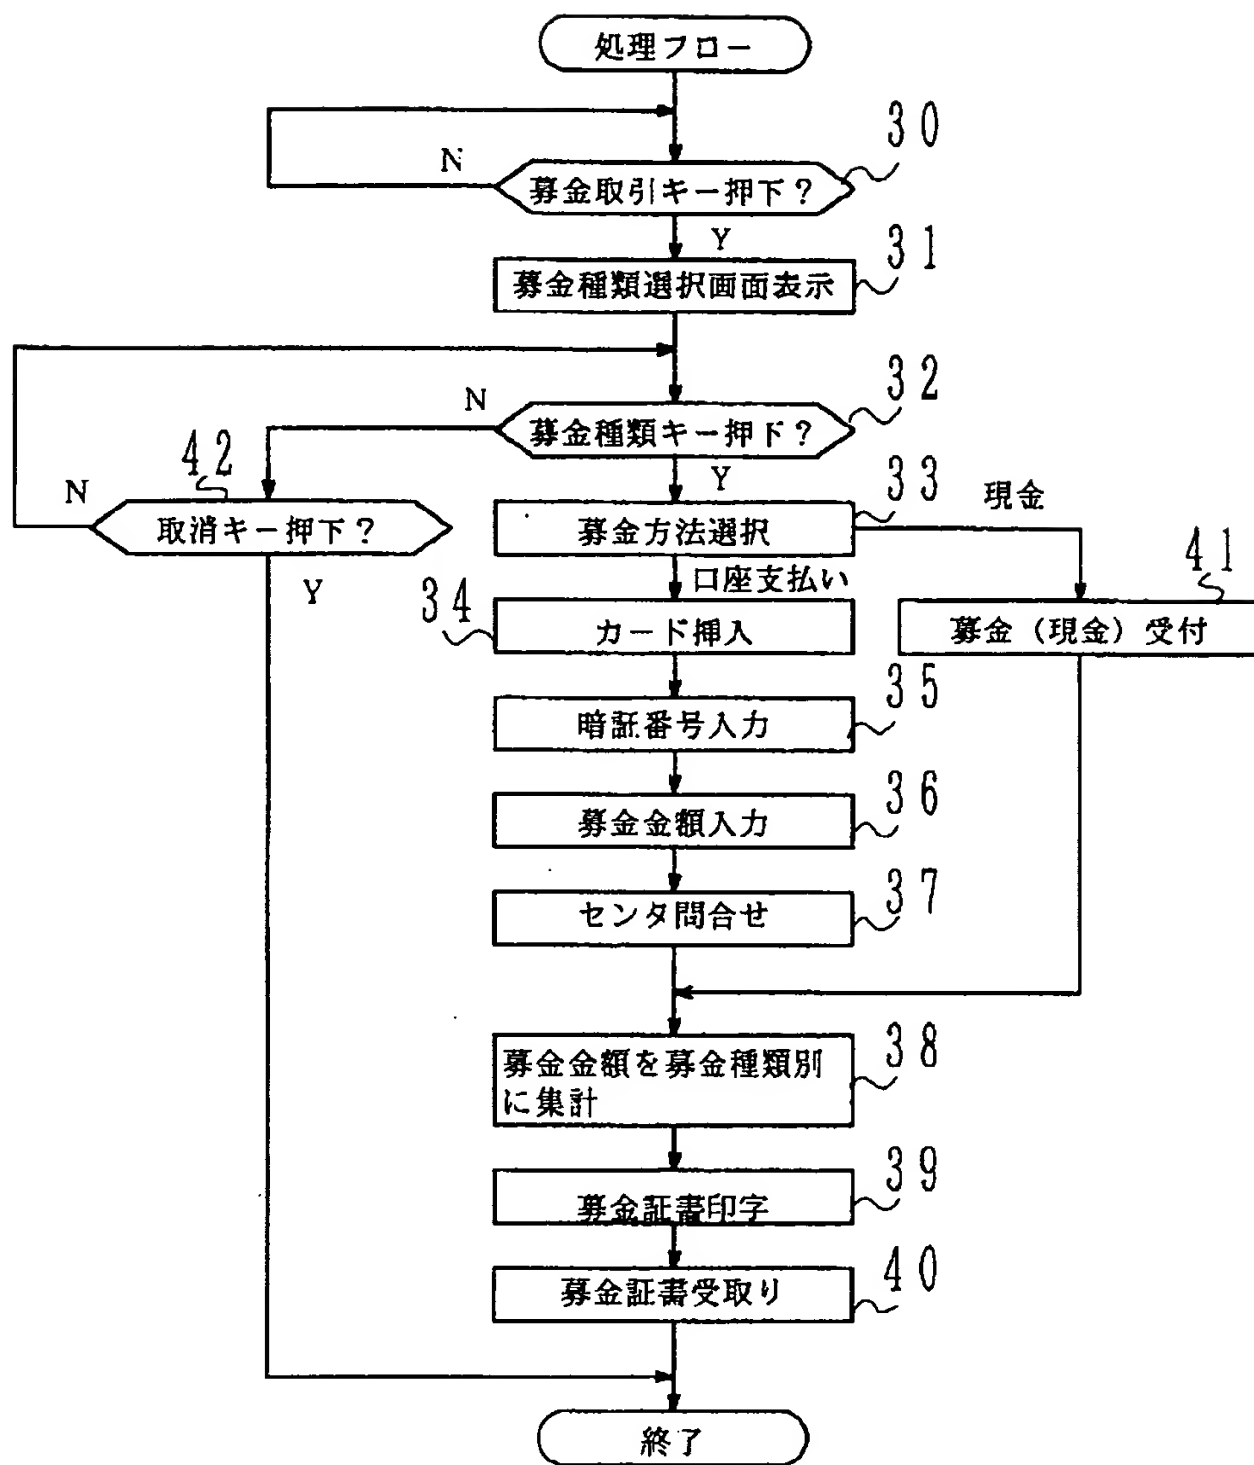 処理フロー
30
N
募金取引キー押下？
Y
31
募金種類選択画面表示
32
N
募金種類キー押下？
42
Y
33
N
現金
取消キー押下？
募金方法選択
Y
口座支払い
41
34
カード挿入
募金（現金）受付
35
暗証番号入力
36
募金金額入力
37
センタ問合せ
38
募金金額を募金種類別
に集計
39
募金証書印字
40
募金証書受取り
終了